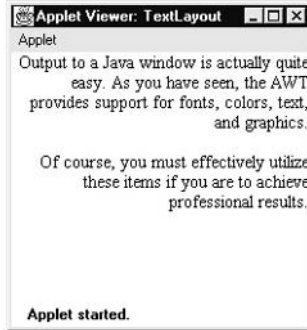 Applet Viewer: TextLayout
Applet
Output to a Java window is actually quite
easy. As you have seen, the AWT
provides support for fonts, colors, text,
and graphics.
Of course, you must effectively utilize
these items if you are to achieve
professional results.
Applet started.